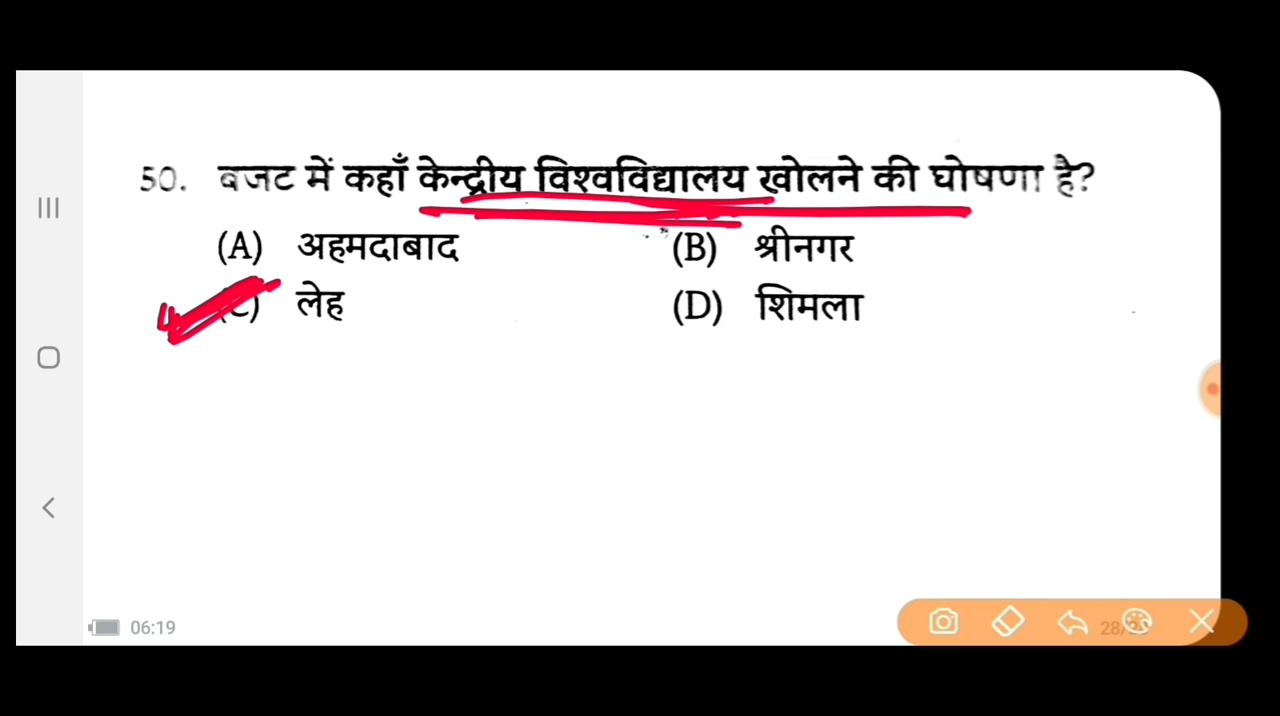 50. बजट में कहाँ केन्द्रीय विश्वविद्यालय खोलने की घोषणा है?
(A) अहमदाबाद (B) श्रीनगर
(C) लेह (D) शिमला
06:19